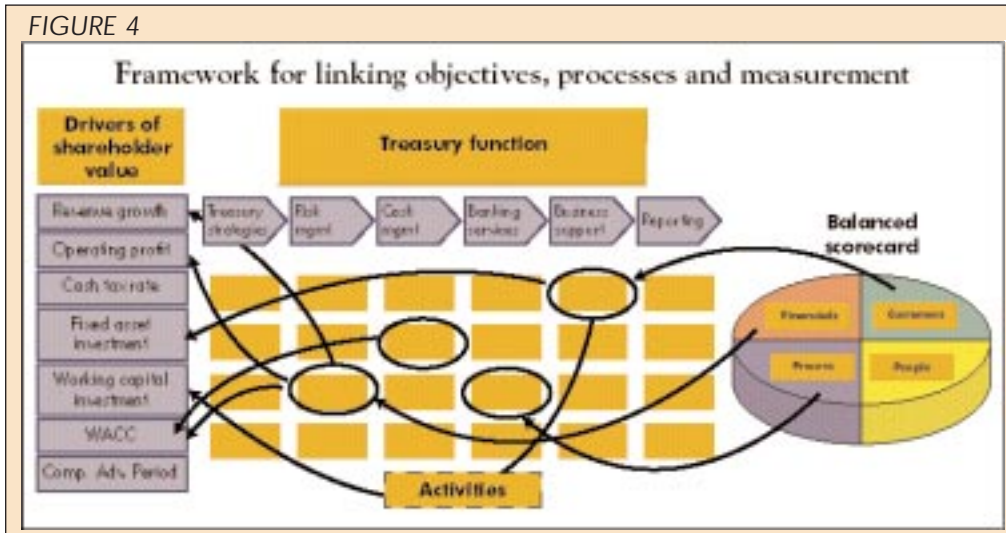 FIGURE 4
Framework for linking objectives, processes and measurement
Drivers of
shareholder
value
Treasury function
Revenue growth
Operating profit
Cash tax rate
Fixed asset
investment
Working capital
investment
WACC
Comp. Adv. Period
Treasury
strategies
Risk
mgmt
Cash
mgmt
Banking
services
Business
support
Reporting
Balanced
scorecard
Financials
Customers
Process
People
Activities